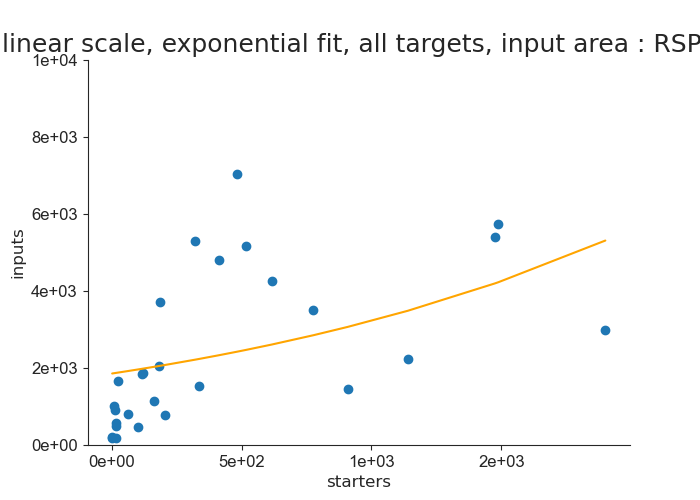 linear scale, exponential fit, all targets, input area : RSP
1e+04
8e+03
6e+03
4e+03
2e+03
0e+00
inputs
0e+00 5e+02 1e+03 2e+03
starters